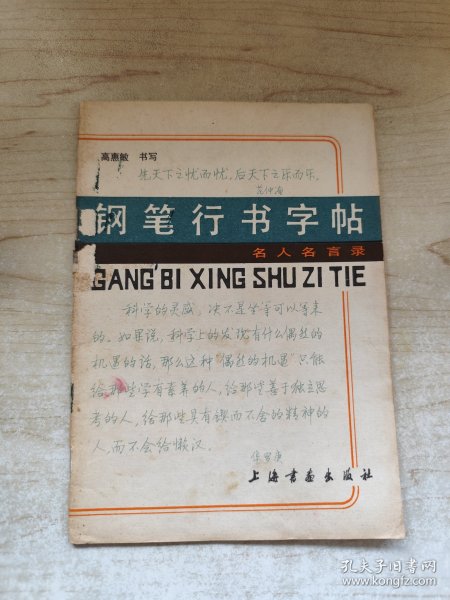 高惠敏 书写
先天下之忧而忧，后天下之乐而乐。
范仲淹
钢笔行书字帖
名人名言录
GANG BI XING SHU ZI TIE
科学的灵感，决不是坐等可以等来
的。如果说，科学上的发现有什么偶然的
机遇的话，那么这种“偶然的机遇”只能
给那些学有素养的人，给那些善于独立思
考的人，给那些具有锲而不舍的精神的
人，而不会给懒汉。
华罗庚
上海书画出版社
孔夫子旧书网
www.kongfz.com